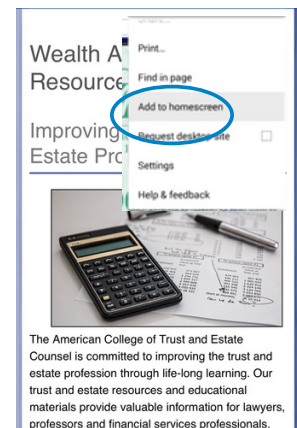 Wealth A
Resource
Improving
Estate Pro
Print...
Find in page
Add to homescreen
Request desktop site
Settings
Help & feedback
The American College of Trust and Estate
Counsel is committed to improving the trust and
estate profession through life-long learning. Our
trust and estate resources and educational
materials provide valuable information for lawyers,
professors and financial services professionals.